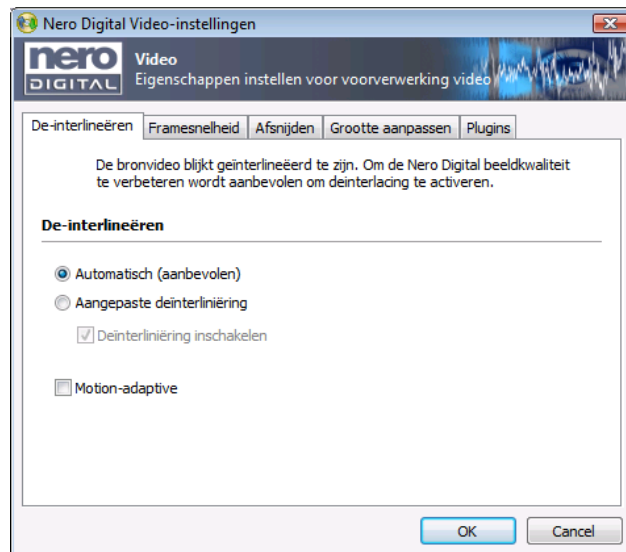 Nero Digital Video-instellingen
nero
DIGITAL
Video
Eigenschappen instellen voor voorverwerking video
De-interlineëren Framesnelheid Afsnijden Grootte aanpassen Plugins
De bronvideo blijkt geïnterlineëerd te zijn. Om de Nero Digital beeldkwaliteit
te verbeteren wordt aanbevolen om deinterlacing te activeren.
De-interlineëren
Automatisch (aanbevolen)
Aangepaste deïnterliniëring
Deïnterliniëring inschakelen
Motion-adaptive
OK Cancel